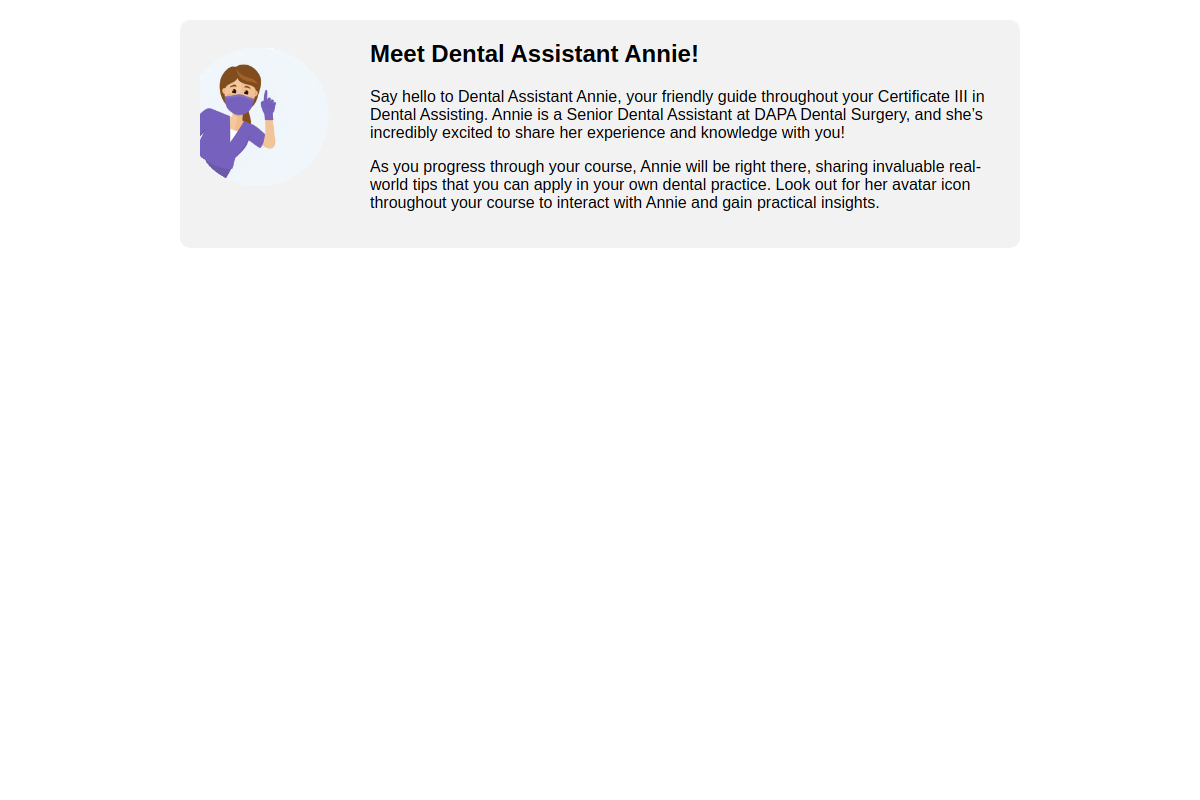 Meet Dental Assistant Annie!
Say hello to Dental Assistant Annie, your friendly guide throughout your Certificate III in
Dental Assisting. Annie is a Senior Dental Assistant at DAPA Dental Surgery, and she’s
incredibly excited to share her experience and knowledge with you!
As you progress through your course, Annie will be right there, sharing invaluable real-
world tips that you can apply in your own dental practice. Look out for her avatar icon
throughout your course to interact with Annie and gain practical insights.